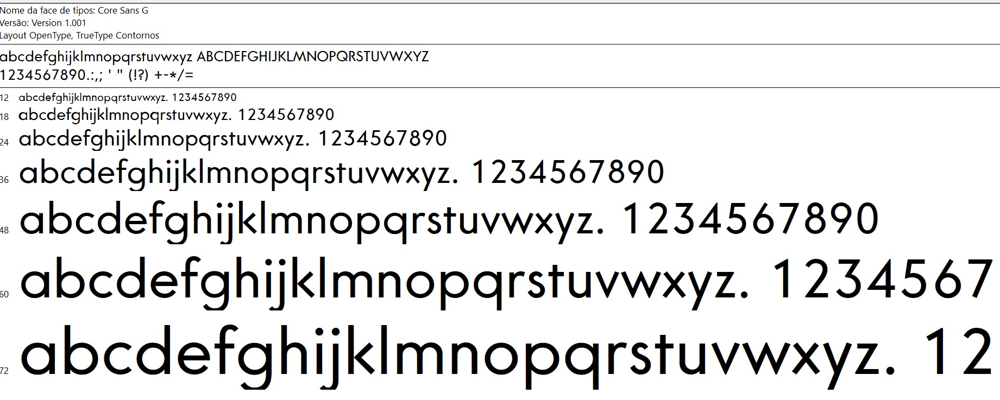 Nome da face de tipos: Core Sans G
Versão: Version 1.001
Layout OpenType, TrueType Contornos
abcdefghijklmnopqrstuvwxyz ABCDEFGHIJKLMNOPQRSTUVWXYZ
1234567890.:,; ' " (!?) +-*/=
12 abcdefghijklmnopqrstuvwxyz. 1234567890
18 abcdefghijklmnopqrstuvwxyz. 1234567890
24 abcdefghijklmnopqrstuvwxyz. 1234567890
36 abcdefghijklmnopqrstuvwxyz. 1234567890
48 abcdefghijklmnopqrstuvwxyz. 1234567890
60 abcdefghijklmnopqrstuvwxyz. 1234567
72 abcdefghijklmnopqrstuvwxyz. 12